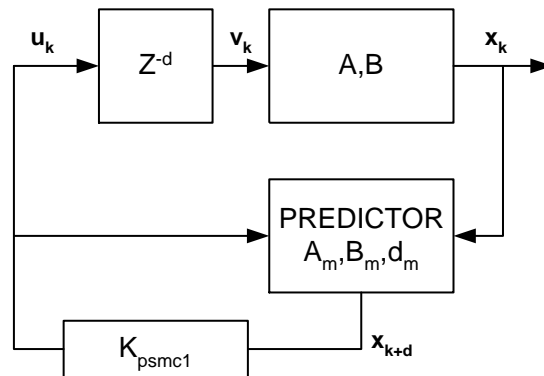 u_k
v_k
x_k
Z^-d
A,B
PREDICTOR
A_m,B_m,d_m
K_psmc1
x_k+d